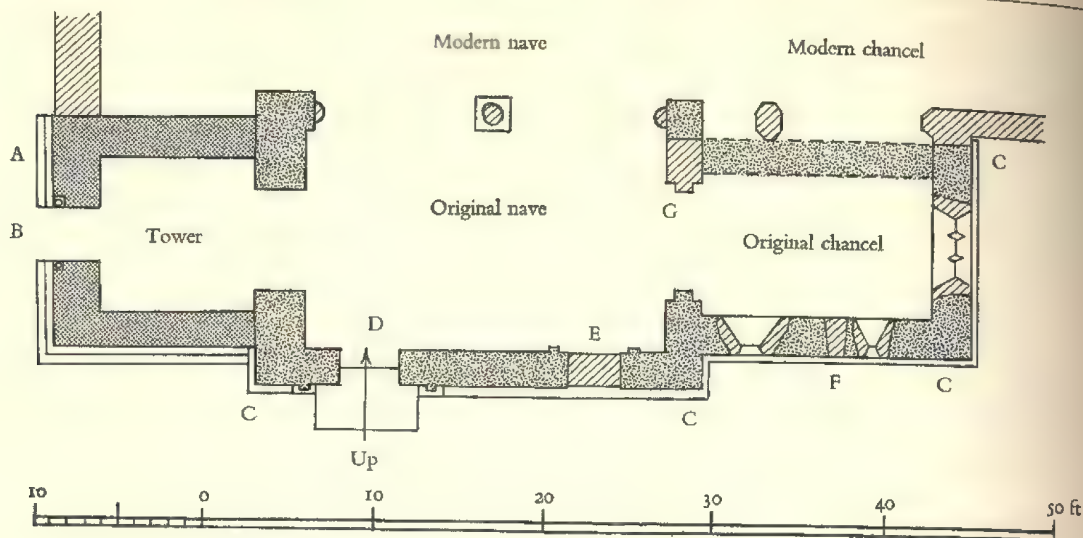 Modern nave
Modern chancel
A
C
B
Tower
Original nave
G
Original chancel
D
E
C
F
C
C
Up
10 0 10 20 30 40 50 ft